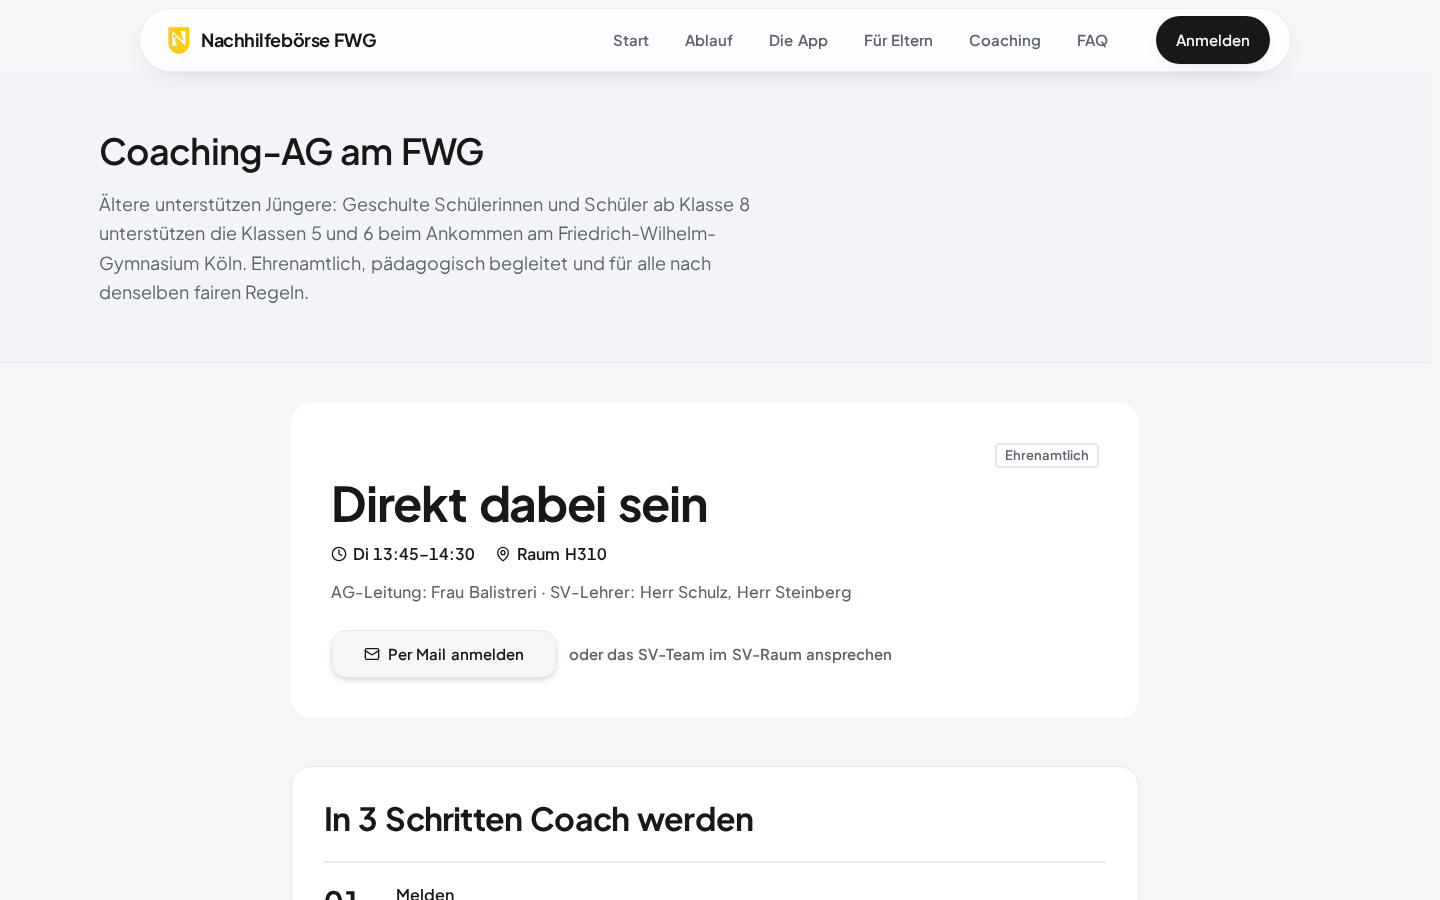 Nachhilfebörse FWG
Start
Ablauf
Die App
Für Eltern
Coaching
FAQ
Anmelden
Coaching-AG am FWG
Ältere unterstützen Jüngere: Geschulte Schülerinnen und Schüler ab Klasse 8
unterstützen die Klassen 5 und 6 beim Ankommen am Friedrich-Wilhelm-
Gymnasium Köln. Ehrenamtlich, pädagogisch begleitet und für alle nach
denselben fairen Regeln.
Ehrenamtlich
Direkt dabei sein
Di 13:45–14:30
Raum H310
AG-Leitung: Frau Balistreri · SV-Lehrer: Herr Schulz, Herr Steinberg
Per Mail anmelden
oder das SV-Team im SV-Raum ansprechen
In 3 Schritten Coach werden
01
Melden